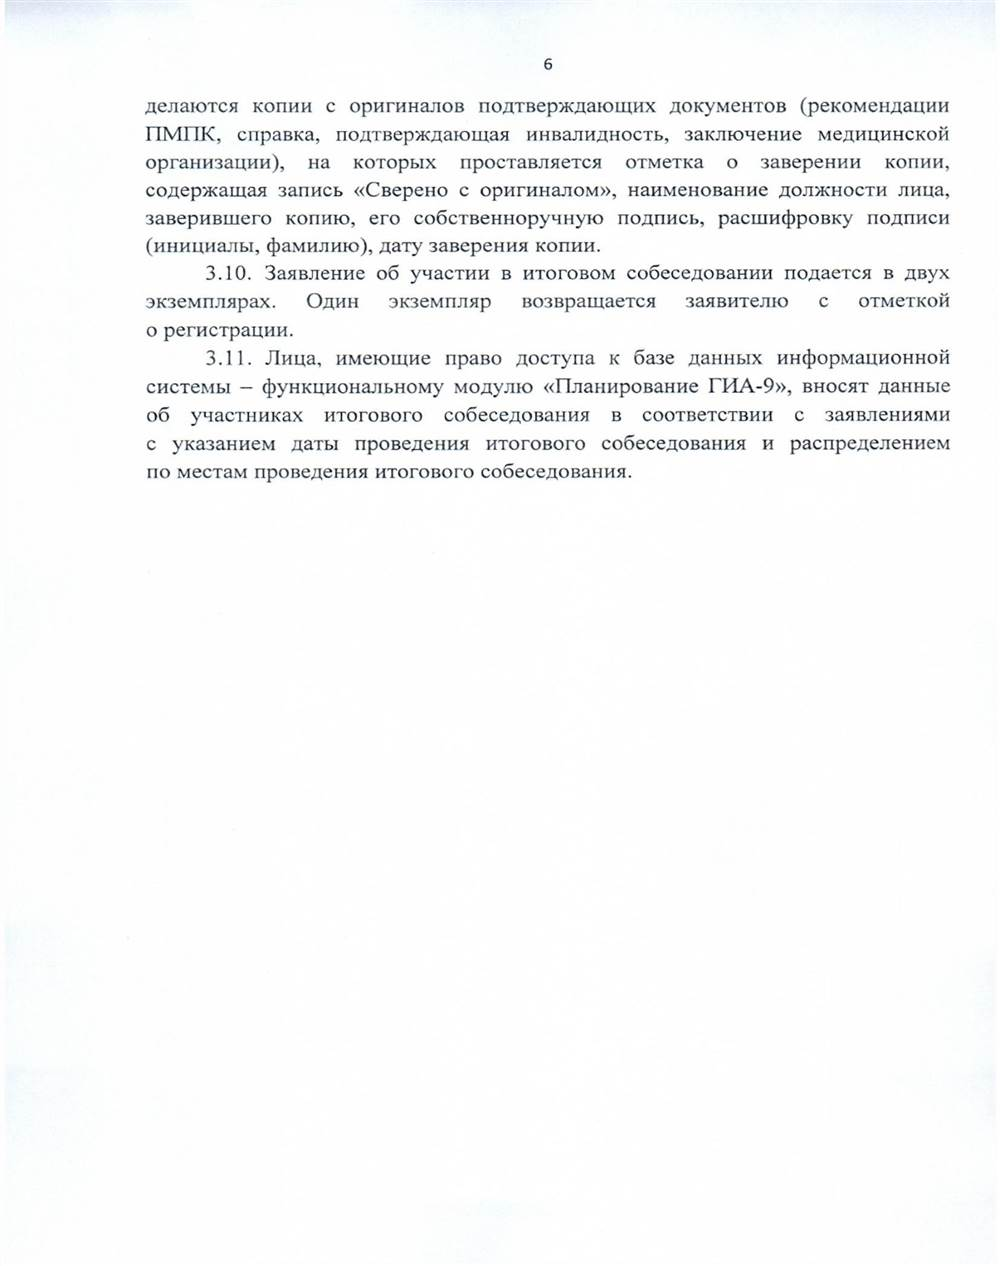 6
делаются копии с оригиналов подтверждающих документов (рекомендации
ПМПК, справка, подтверждающая инвалидность, заключение медицинской
организации), на которых проставляется отметка о заверении копии,
содержащая запись «Сверено с оригиналом», наименование должности лица,
заверившего копию, его собственноручную подпись, расшифровку подписи
(инициалы, фамилию), дату заверения копии.
3.10. Заявление об участии в итоговом собеседовании подается в двух
экземплярах. Один экземпляр возвращается заявителю с отметкой
о регистрации.
3.11. Лица, имеющие право доступа к базе данных информационной
системы – функциональному модулю «Планирование ГИА-9», вносят данные
об участниках итогового собеседования в соответствии с заявлениями
с указанием даты проведения итогового собеседования и распределением
по местам проведения итогового собеседования.